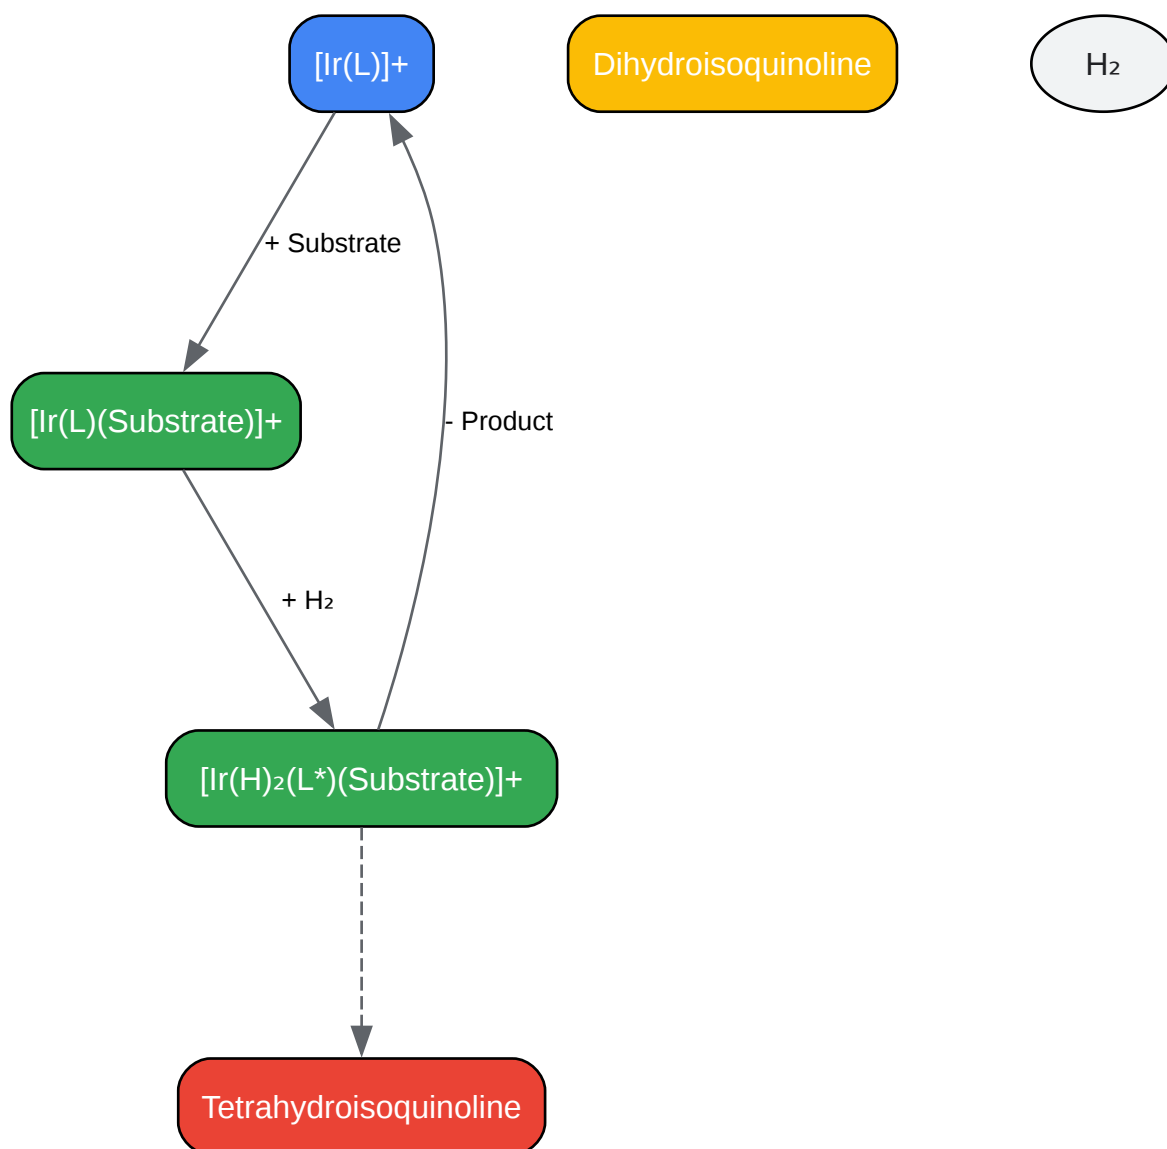 [Ir(L)]+
Dihydroisoquinoline
H₂
+ Substrate
[Ir(L)(Substrate)]+
- Product
+ H₂
[Ir(H)₂(L*)(Substrate)]+
Tetrahydroisoquinoline